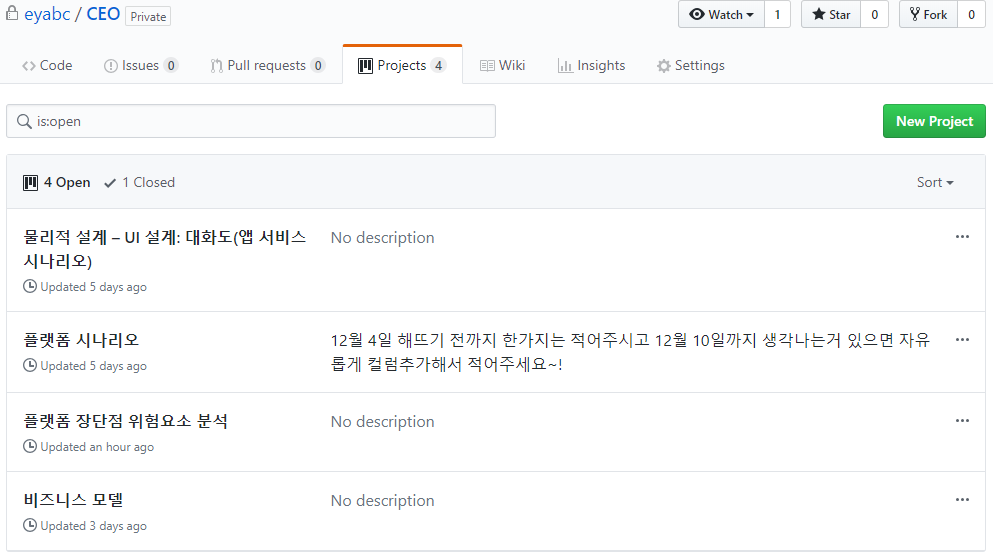 eyabc / CEO Private Watch 1 Star 0 Fork 0
Code Issues 0 Pull requests 0 Projects 4 Wiki Insights Settings
is:open New Project
4 Open 1 Closed Sort
물리적 설계 – UI 설계: 대화도(앱 서비스 No description
시나리오)
Updated 5 days ago
플랫폼 시나리오 12월 4일 해뜨기 전까지 한가지는 적어주시고 12월 10일까지 생각나는거 있으면 자유
롭게 컬럼추가해서 적어주세요~!
Updated 5 days ago
플랫폼 장단점 위험요소 분석 No description
Updated an hour ago
비즈니스 모델 No description
Updated 3 days ago